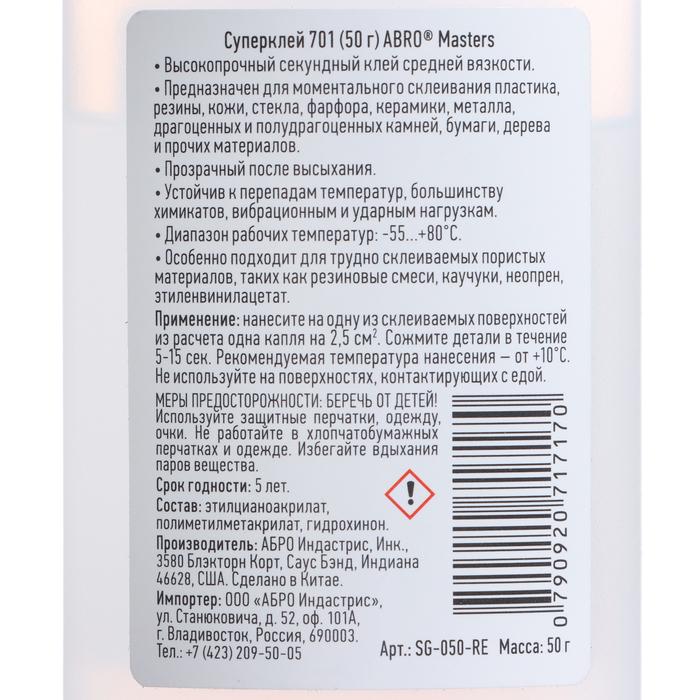 Суперклей 701 (50 г) ABRO® Masters
• Высокопрочный секундный клей средней вязкости.
• Предназначен для моментального склеивания пластика,
резины, кожи, стекла, фарфора, керамики, металла,
драгоценных и полудрагоценных камней, бумаги, дерева
и прочих материалов.
• Прозрачный после высыхания.
• Устойчив к перепадам температур, большинству
химикатов, вибрационным и ударным нагрузкам.
• Диапазон рабочих температур: -55...+80°С.
• Особенно подходит для трудно склеиваемых пористых
материалов, таких как резиновые смеси, каучуки, неопрен,
этиленвинилацетат.
Применение: нанесите на одну из склеиваемых поверхностей
из расчета одна капля на 2,5 см². Сожмите детали в течение
5-15 сек. Рекомендуемая температура нанесения – от +10°С.
Не используйте на поверхностях, контактирующих с едой.
МЕРЫ ПРЕДОСТОРОЖНОСТИ: БЕРЕЧЬ ОТ ДЕТЕЙ!
Используйте защитные перчатки, одежду,
очки. Не работайте в хлопчатобумажных
перчатках и одежде. Избегайте вдыхания
паров вещества.
Срок годности: 5 лет.
Состав: этилцианоакрилат,
полиметилметакрилат, гидрохинон.
Производитель: АБРО Индастрис, Инк.,
3580 Блэкторн Корт, Саус Бэнд, Индиана
46628, США. Сделано в Китае.
Импортер: ООО «АБРО Индастрис»,
ул. Станюковича, д. 52, оф. 101А,
г. Владивосток, Россия, 690003.
Тел.: +7 (423) 209-50-05
0 790920 717170
Арт.: SG-050-RE Масса: 50 г